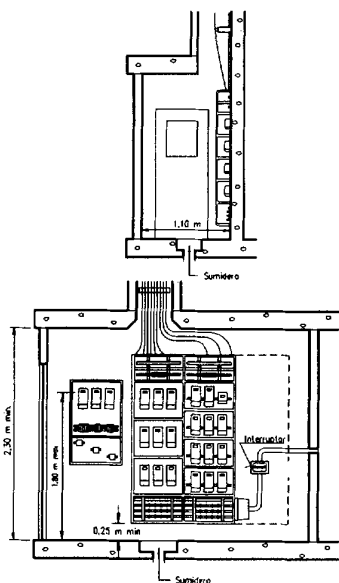 1,10 m
Sumidero
2,30 m min.
1,80 m min.
Interruptor
0,25 m min
Sumidero